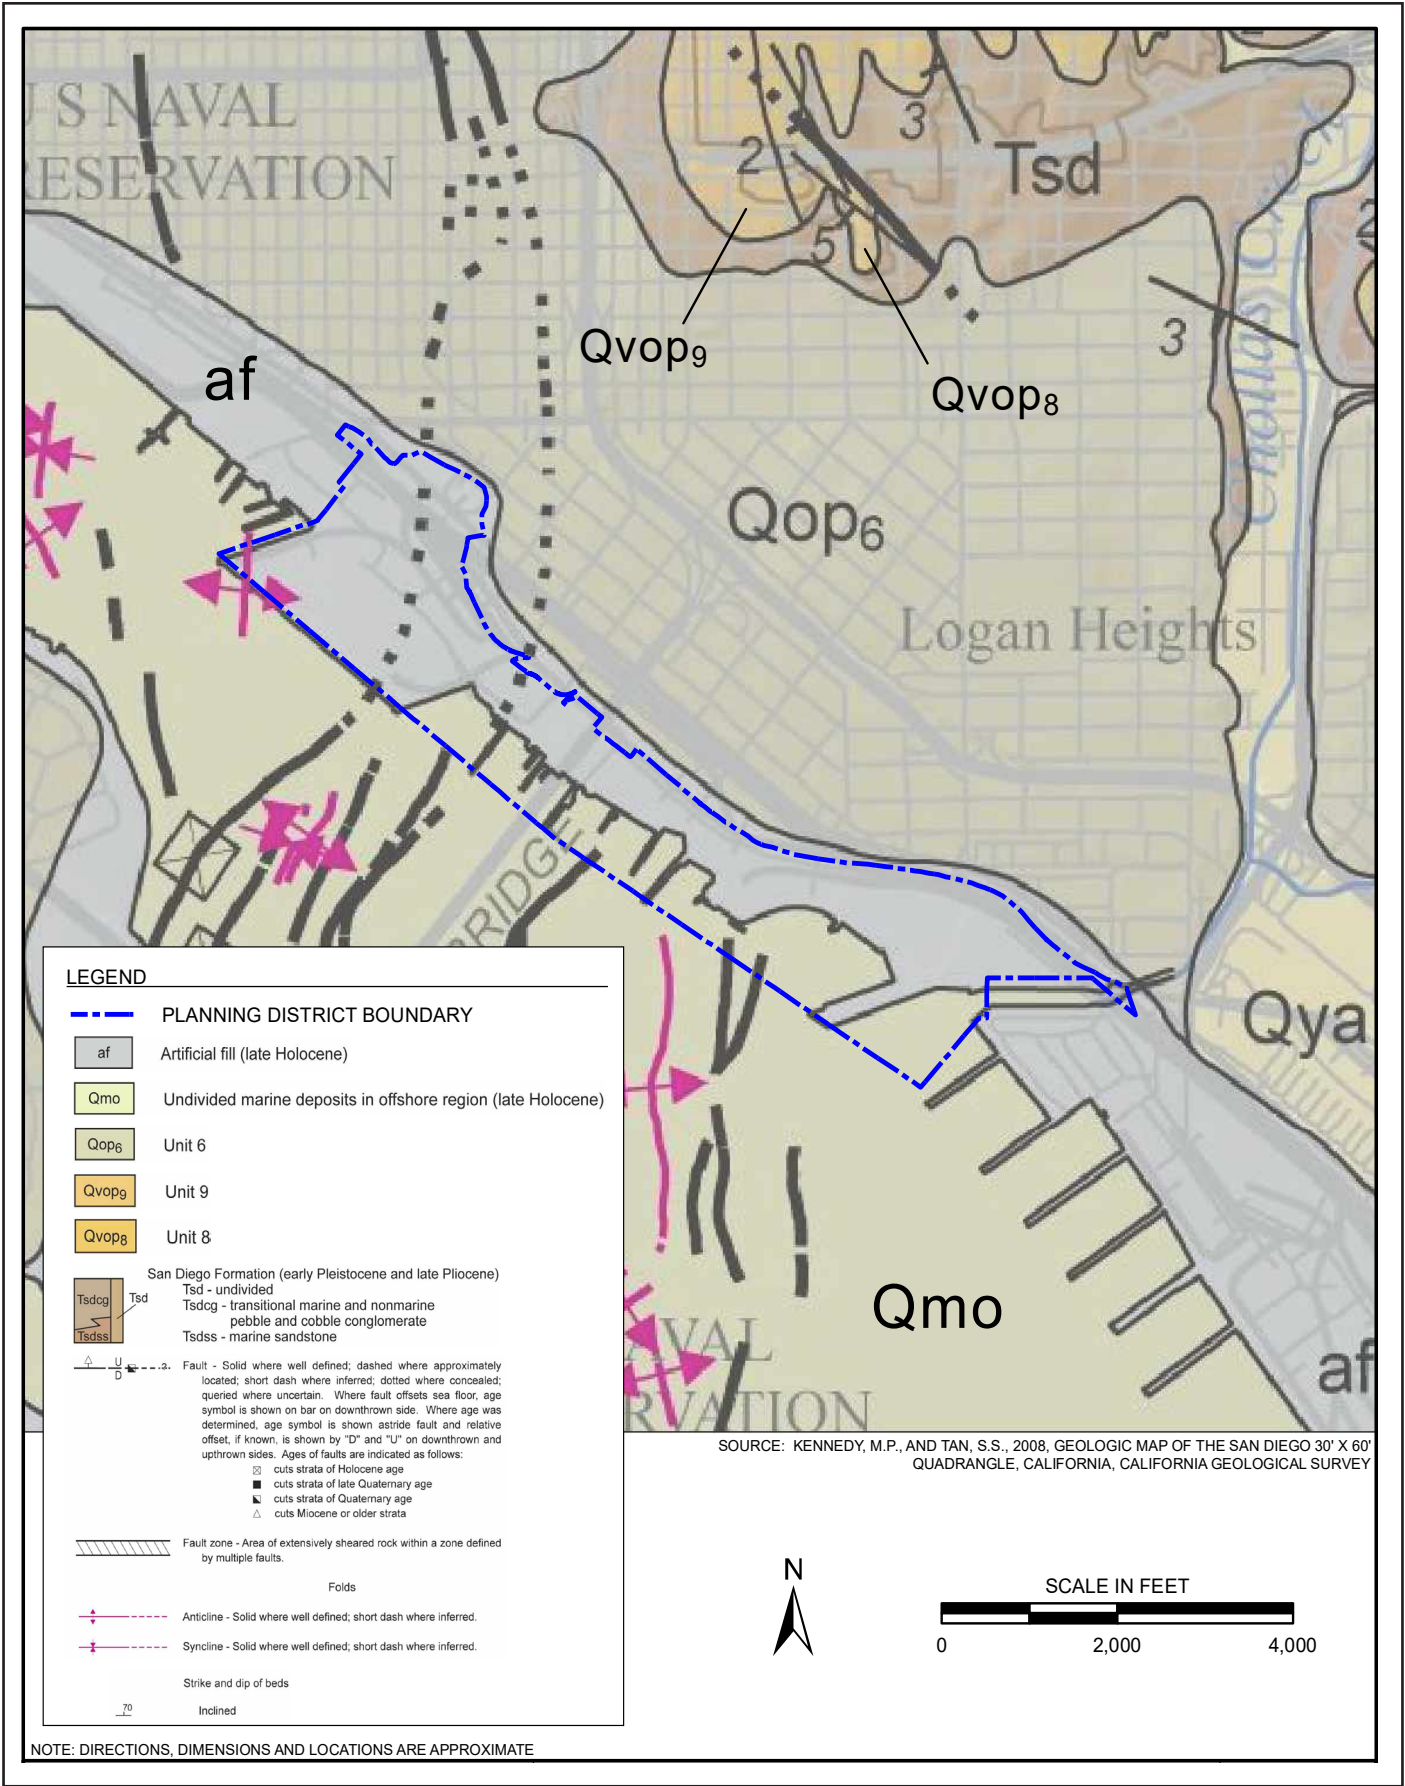 U S NAVAL
RESERVATION
2
3
Tsd
2
5
Qvop9
Qvop8
3
Chollas Creek
af
Qop6
Logan Heights
BRIDGE
Qya
Qmo
NAVAL
RVATION
af
LEGEND
PLANNING DISTRICT BOUNDARY
af Artificial fill (late Holocene)
Qmo Undivided marine deposits in offshore region (late Holocene)
Qop6 Unit 6
Qvop9 Unit 9
Qvop8 Unit 8
San Diego Formation (early Pleistocene and late Pliocene)
Tsdcg Tsd Tsd - undivided
Tsdcg - transitional marine and nonmarine
pebble and cobble conglomerate
Tsdss Tsdss - marine sandstone
U
D
?
Fault - Solid where well defined; dashed where approximately
located; short dash where inferred; dotted where concealed;
queried where uncertain. Where fault offsets sea floor, age
symbol is shown on bar on downthrown side. Where age was
determined, age symbol is shown astride fault and relative
offset, if known, is shown by "D" and "U" on downthrown and
upthrown sides. Ages of faults are indicated as follows:
cuts strata of Holocene age
cuts strata of late Quaternary age
cuts strata of Quaternary age
cuts Miocene or older strata
Fault zone - Area of extensively sheared rock within a zone defined
by multiple faults.
Folds
Anticline - Solid where well defined; short dash where inferred.
Syncline - Solid where well defined; short dash where inferred.
Strike and dip of beds
70 Inclined
SOURCE: KENNEDY, M.P., AND TAN, S.S., 2008, GEOLOGIC MAP OF THE SAN DIEGO 30' X 60'
QUADRANGLE, CALIFORNIA, CALIFORNIA GEOLOGICAL SURVEY
N
SCALE IN FEET
0 2,000 4,000
NOTE: DIRECTIONS, DIMENSIONS AND LOCATIONS ARE APPROXIMATE